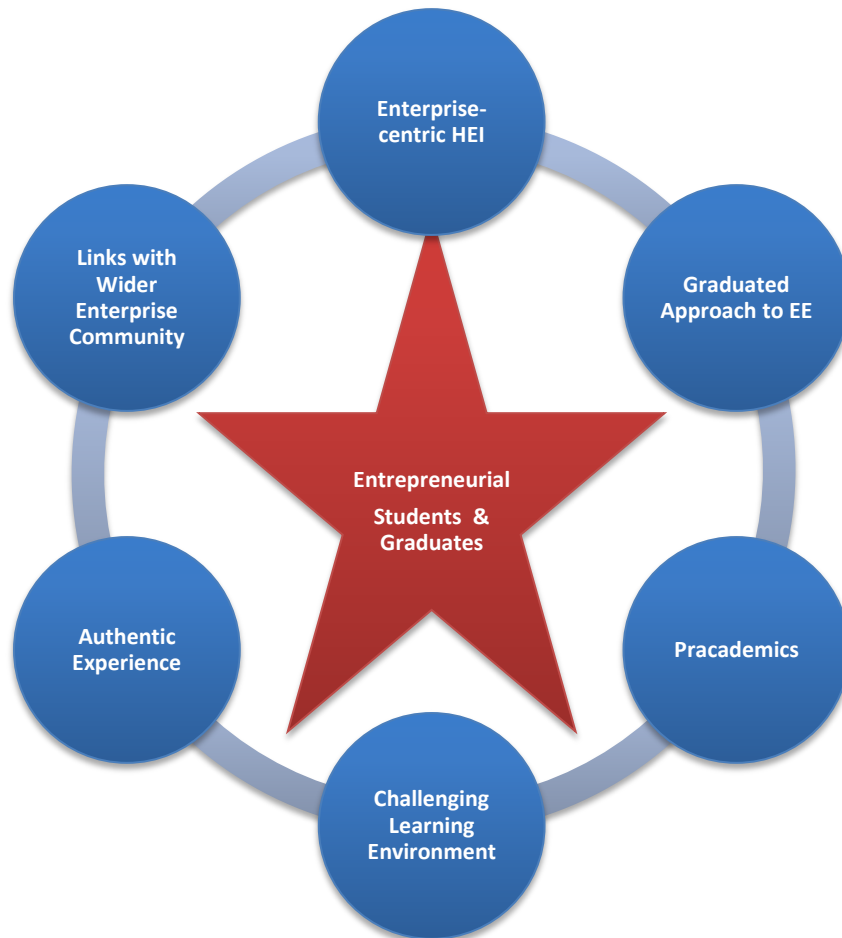 Enterprise-
centric HEI
Graduated
Approach to EE
Pracademics
Challenging
Learning
Environment
Authentic
Experience
Links with
Wider
Enterprise
Community
Entrepreneurial
Students & 
Graduates